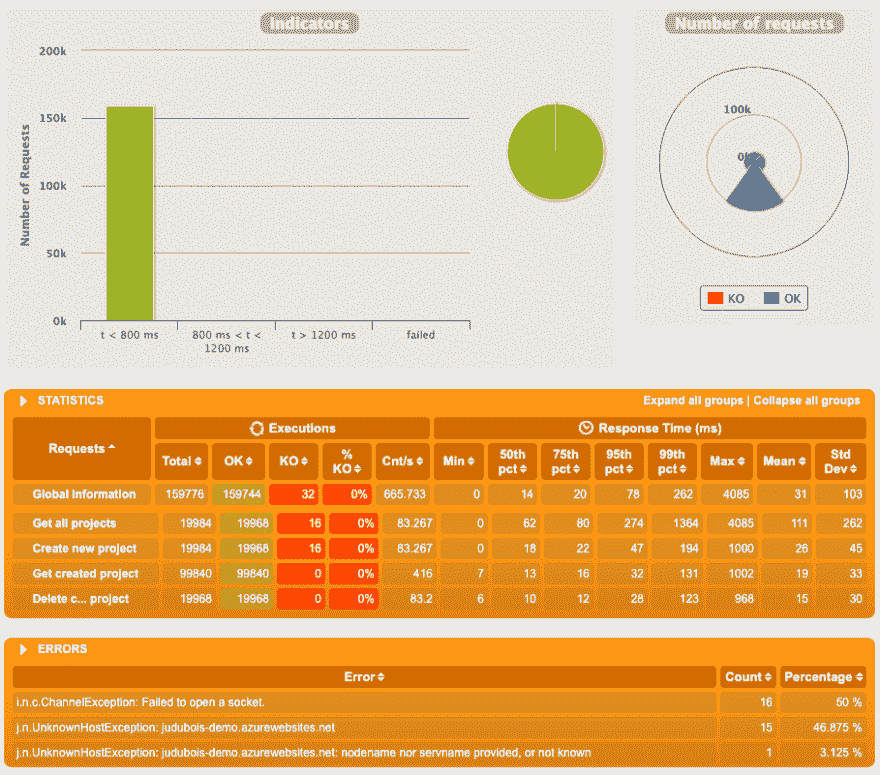 Indicators
Number of requests
200k
150k
100k
50k
0k
Number of Requests
t < 800 ms
800 ms < t <
1200 ms
t > 1200 ms
failed
100k
0k
KO OK
STATISTICS Expand all groups | Collapse all groups
Requests Executions Response Time (ms)
Total OK KO % KO Cnt/s Min 50th pct 75th pct 95th pct 99th pct Max Mean Std Dev
Global Information 159776 159744 32 0% 665.733 0 14 20 78 262 4085 31 103
Get all projects 19984 19968 16 0% 83.267 0 62 80 274 1364 4085 111 262
Create new project 19984 19968 16 0% 83.267 0 18 22 47 194 1000 26 45
Get created project 99840 99840 0 0% 416 7 13 16 32 131 1002 19 33
Delete c... project 19968 19968 0 0% 83.2 6 10 12 28 123 968 15 30
ERRORS
Error Count Percentage
i.n.c.ChannelException: Failed to open a socket. 16 50 %
j.n.UnknownHostException: judubois-demo.azurewebsites.net 15 46.875 %
j.n.UnknownHostException: judubois-demo.azurewebsites.net: nodename nor servname provided, or not known 1 3.125 %